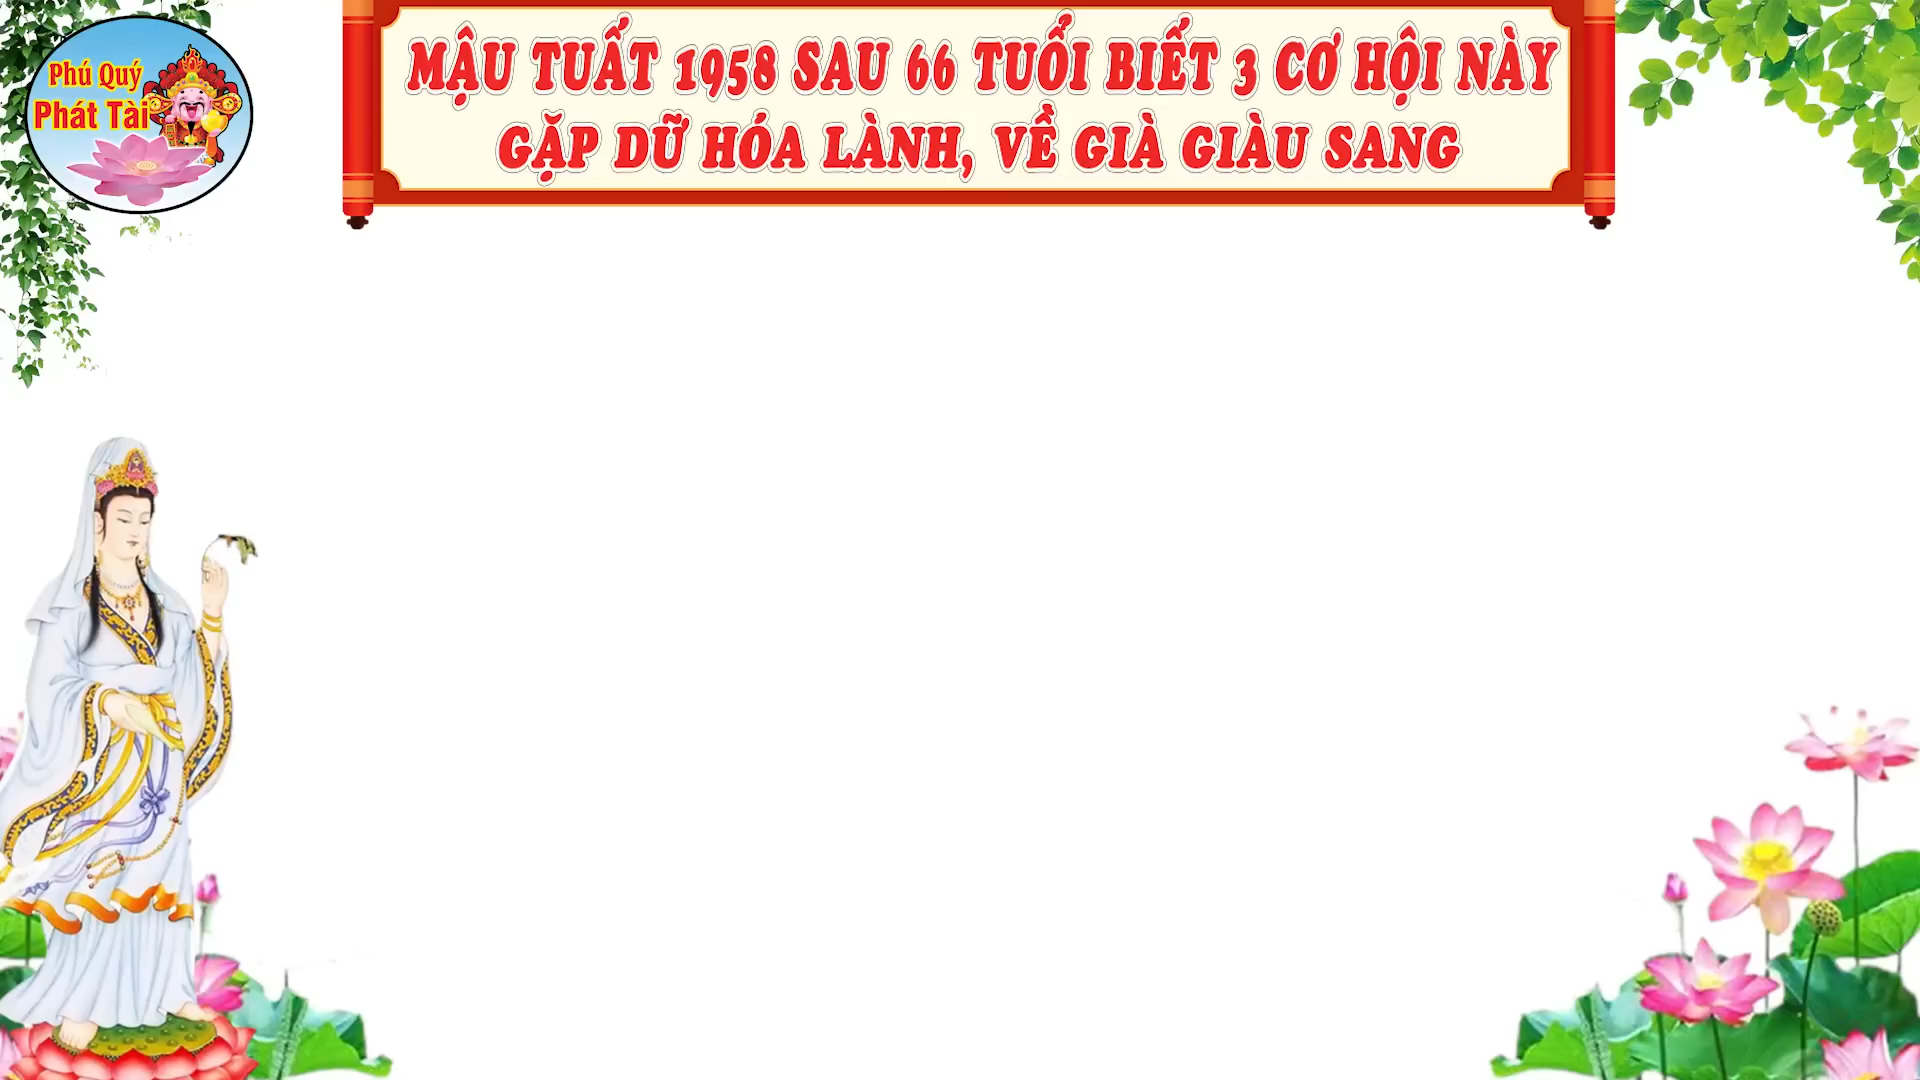 Phú Quý
Phát Tài
MẬU TUẤT 1958 SAU 66 TUỔI BIẾT 3 CƠ HỘI NÀY
GẶP DỮ HÓA LÀNH, VỀ GIÀ GIÀU SANG